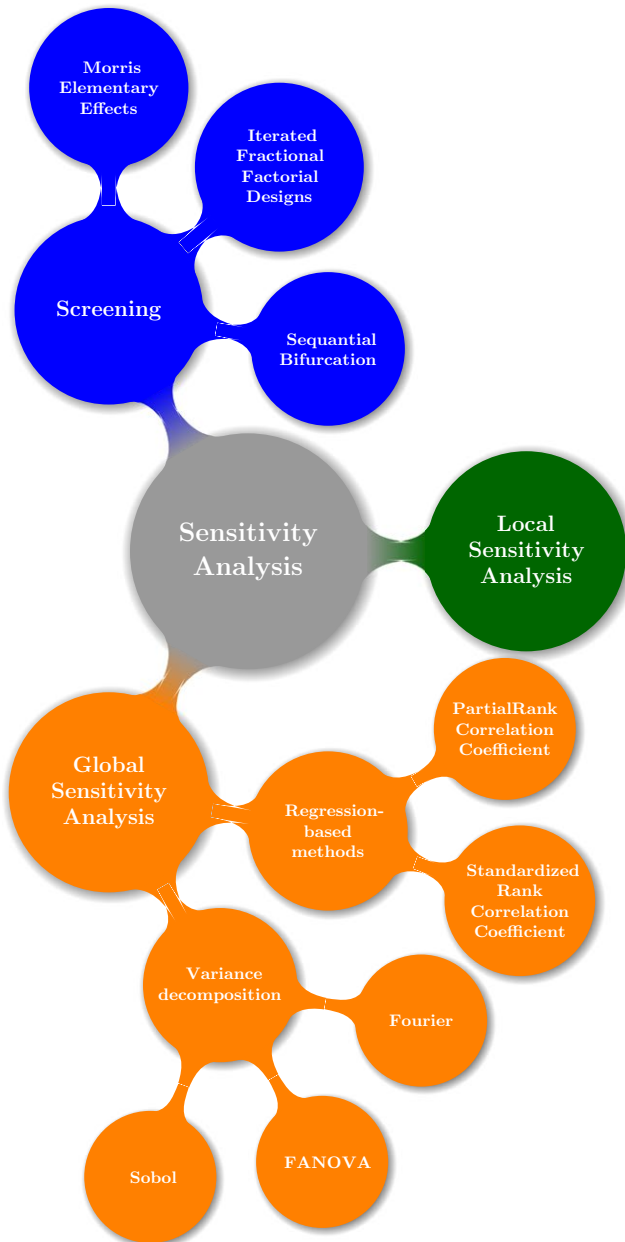 Morris
Elementary
Effects
Iterated
Fractional
Factorial
Designs
Screening
Sequantial
Bifurcation
Sensitivity
Analysis
Local
Sensitivity
Analysis
PartialRank
Correlation
Coefficient
Global
Sensitivity
Analysis
Regression-
based
methods
Standardized
Rank
Correlation
Coefficient
Variance
decomposition
Fourier
FANOVA
Sobol